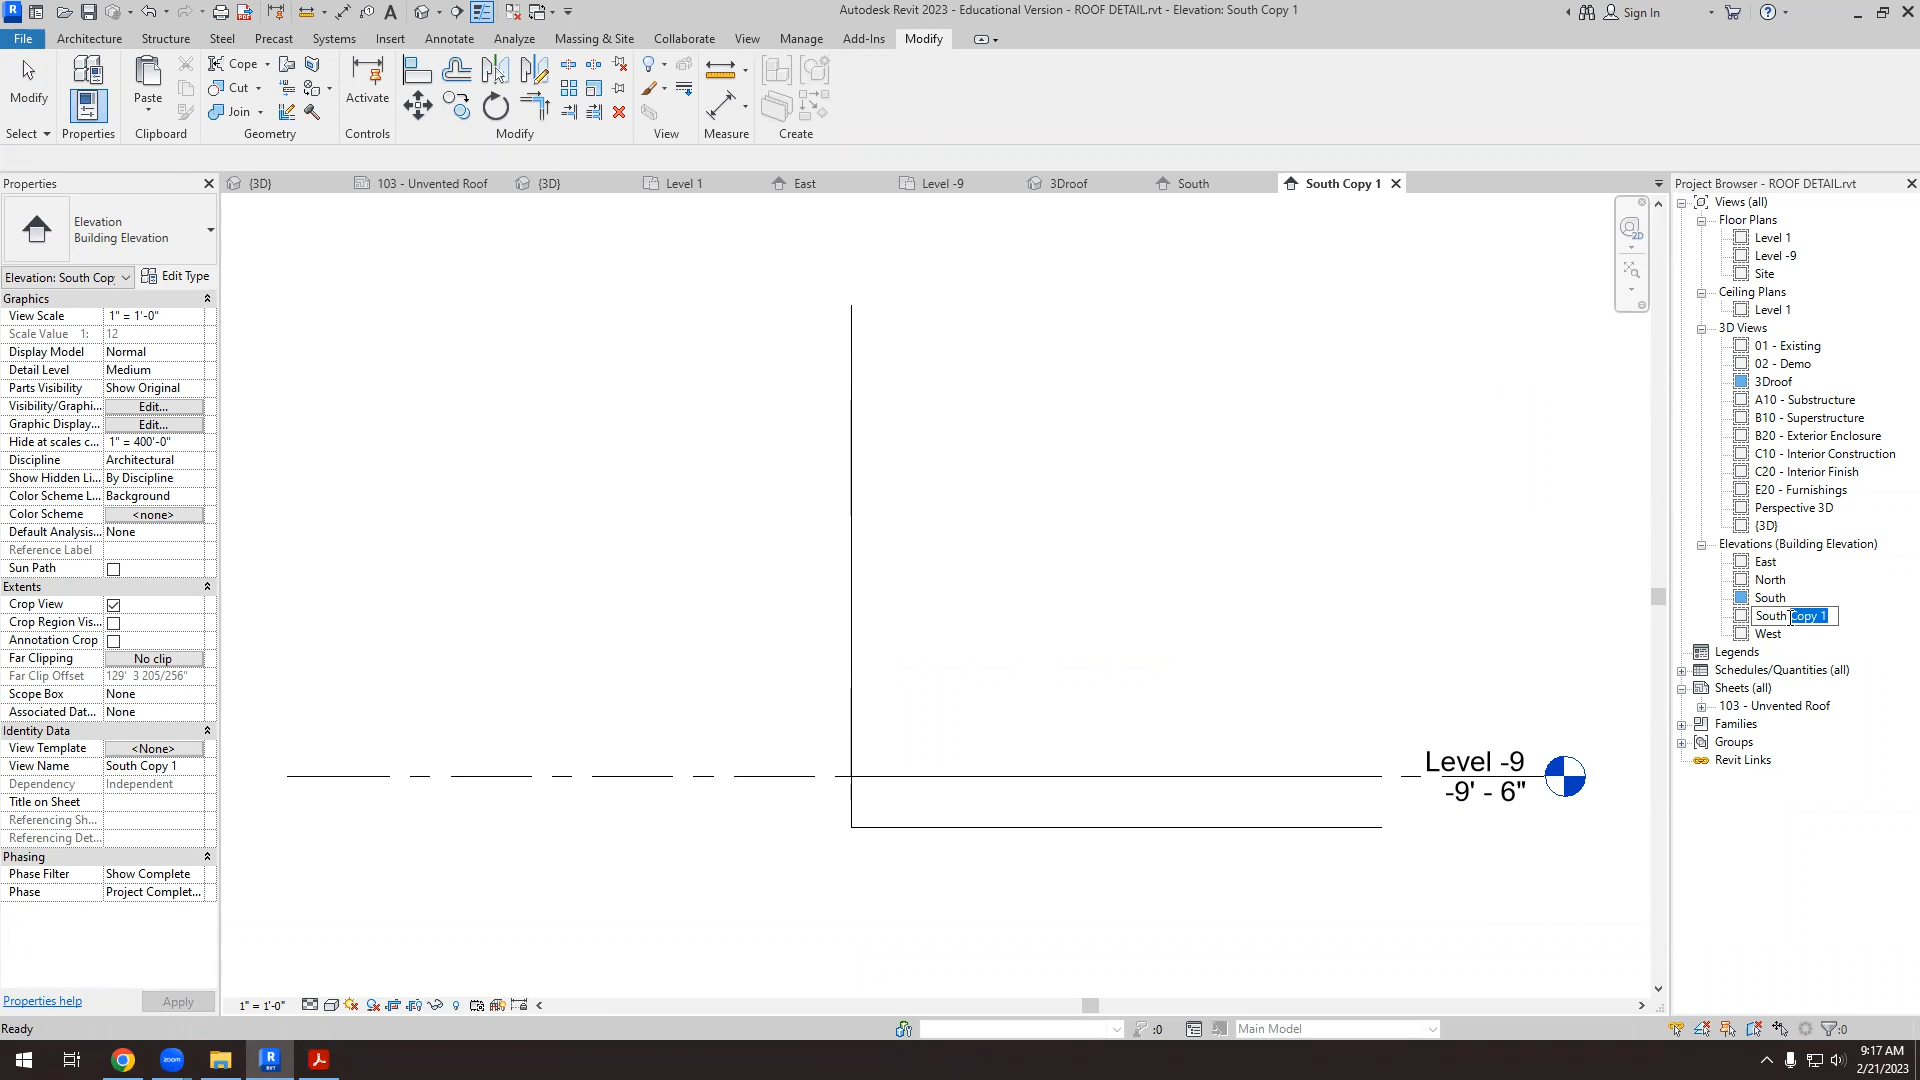 Autodesk Revit 2023 - Educational Version - ROOF DETAIL.rvt - Elevation: South Copy 1
Sign In
File Architecture Structure Steel Precast Systems Insert Annotate Analyze Massing & Site Collaborate View Manage Add-Ins Modify
Modify
Paste
Cope
Cut
Join
Activate
Select Properties Clipboard Geometry Controls Modify View Measure Create
Properties
{3D}
103 - Unvented Roof
{3D}
Level 1
East
Level -9
3Droof
South
South Copy 1
Project Browser - ROOF DETAIL.rvt
Elevation
Building Elevation
Elevation: South Cop
Edit Type
Graphics
View Scale 1" = 1'-0"
Scale Value 1: 12
Display Model Normal
Detail Level Medium
Parts Visibility Show Original
Visibility/Graphi... Edit...
Graphic Display... Edit...
Hide at scales c... 1" = 400'-0"
Discipline Architectural
Show Hidden Li... By Discipline
Color Scheme L... Background
Color Scheme <none>
Default Analysis... None
Reference Label
Sun Path
Extents
Crop View
Crop Region Vis...
Annotation Crop
Far Clipping No clip
Far Clip Offset 129' 3 205/256"
Scope Box None
Associated Dat... None
Identity Data
View Template <None>
View Name South Copy 1
Dependency Independent
Title on Sheet
Referencing Sh...
Referencing Det...
Phasing
Phase Filter Show Complete
Phase Project Complet...
Properties help
Apply
2D
Level -9
-9' - 6"
Views (all)
Floor Plans
Level 1
Level -9
Site
Ceiling Plans
Level 1
3D Views
01 - Existing
02 - Demo
3Droof
A10 - Substructure
B10 - Superstructure
B20 - Exterior Enclosure
C10 - Interior Construction
C20 - Interior Finish
E20 - Furnishings
Perspective 3D
{3D}
Elevations (Building Elevation)
East
North
South
South Copy 1
West
Legends
Schedules/Quantities (all)
Sheets (all)
103 - Unvented Roof
Families
Groups
Revit Links
1" = 1'-0"
Ready
:0
Main Model
:0
zoom
9:17 AM
2/21/2023